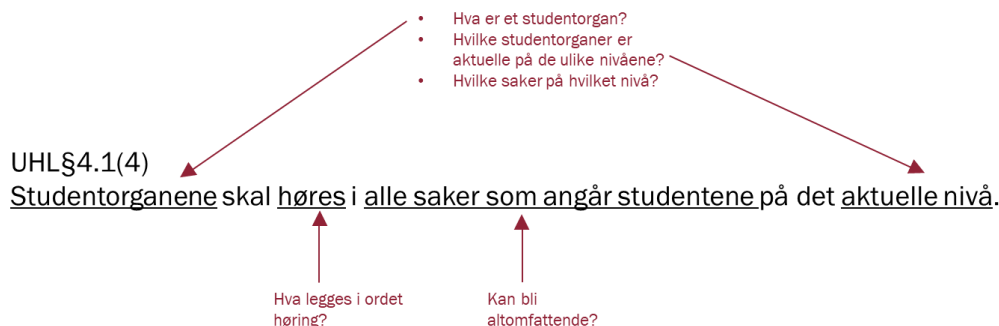 • Hva er et studentorgan?
• Hvilke studentorganer er
aktuelle på de ulike nivåene?
• Hvilke saker på hvilket nivå?
UHL§4.1(4)
Studentorganene skal høres i alle saker som angår studentene på det aktuelle nivå.
Hva legges i ordet
høring?
Kan bli
altomfattende?